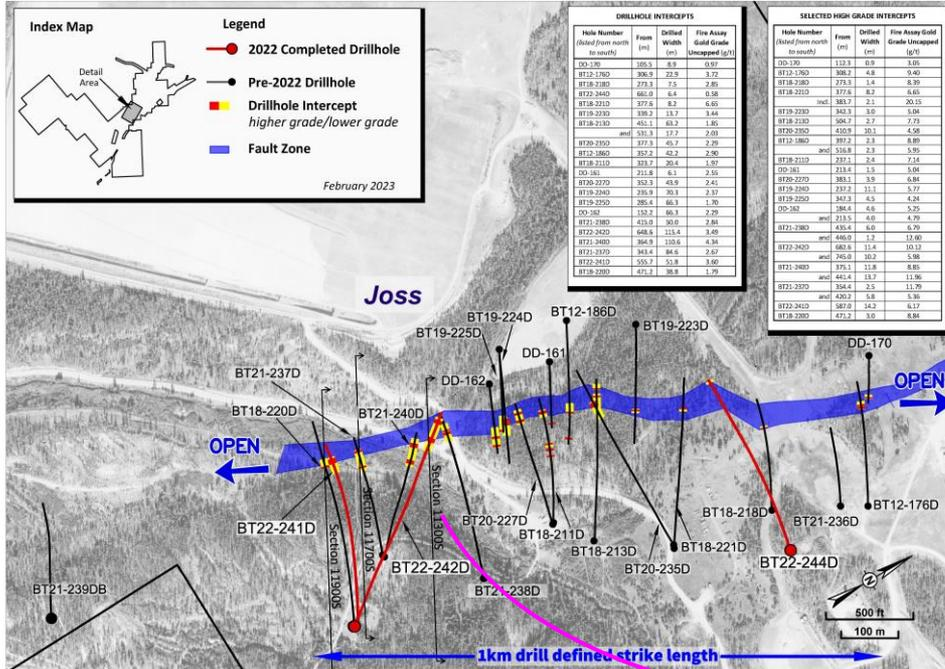 Index Map
Detail
Area
Legend
2022 Completed Drillhole
Pre-2022 Drillhole
Drillhole Intercept
higher grade/lower grade
Fault Zone
February 2023
DRILLHOLE INTERCEPTS
Hole Number (listed from north to south) From (m) Drilled Width (m) Fire Assay Gold Grade Uncapped (g/t)
DD-170 105.5 8.9 0.97
BT12-176D 306.9 22.9 3.72
BT18-218D 273.3 7.5 2.85
BT22-244D 661.0 6.4 0.58
BT18-221D 377.6 8.2 6.65
BT19-223D 339.2 13.7 3.44
BT18-213D 451.1 63.2 1.85
and 531.3 17.7 2.03
BT20-235D 377.3 45.7 2.29
BT12-186D 357.2 42.2 2.90
BT18-211D 323.7 20.4 1.97
DD-161 211.8 6.1 2.55
BT20-227D 352.3 43.9 2.41
BT19-224D 235.9 70.3 2.37
BT19-225D 285.4 66.3 1.70
DD-162 152.2 66.3 2.29
BT21-238D 415.0 50.0 2.84
BT22-242D 648.6 115.4 3.49
BT21-240D 364.9 110.6 4.34
BT21-237D 343.4 84.6 2.67
BT22-241D 555.7 51.8 3.60
BT18-220D 471.2 38.8 1.79
SELECTED HIGH GRADE INTERCEPTS
Hole Number (listed from north to south) From (m) Drilled Width (m) Fire Assay Gold Grade Uncapped (g/t)
DD-170 112.3 0.9 3.05
BT12-176D 308.2 4.8 9.40
BT18-218D 273.3 1.4 8.39
BT18-221D 377.6 8.2 6.65
incl. 383.7 2.1 20.15
BT19-223D 342.3 3.0 5.04
BT18-213D 504.7 2.7 7.73
BT20-235D 410.9 10.1 4.58
BT12-186D 397.2 2.3 8.89
and 516.8 2.3 5.95
BT18-211D 237.1 2.4 7.14
DD-161 213.4 1.5 5.04
BT20-227D 383.1 3.9 6.84
BT19-224D 237.2 11.1 5.77
BT19-225D 347.3 4.5 4.24
DD-162 184.4 4.6 5.25
and 213.5 4.0 4.79
BT21-238D 435.4 6.0 6.79
and 446.0 1.2 12.60
BT22-242D 682.6 11.4 10.12
and 745.0 10.2 5.98
BT21-240D 375.1 11.8 8.85
and 441.4 13.7 11.96
BT21-237D 354.4 2.5 11.79
and 420.2 5.8 5.36
BT22-241D 587.0 14.2 6.17
BT18-220D 471.2 3.0 8.84
Joss
BT19-224D
BT19-225D
BT12-186D
BT19-223D
DD-161
DD-170
BT21-237D
DD-162
BT18-220D
BT21-240D
OPEN
OPEN
BT22-241D
Section 11900S
Section 11700S
Section 11300S
BT20-227D
BT18-211D
BT18-213D
BT20-235D
BT18-221D
BT18-218D
BT21-236D
BT12-176D
BT22-242D
BT21-238D
BT22-244D
BT21-239DB
N
500 ft
100 m
1km drill defined strike length